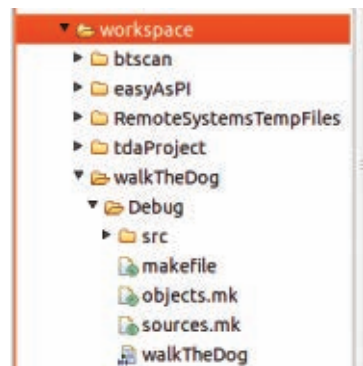 workspace
btscan
easyAsPI
RemoteSystemsTempFiles
tdaProject
walkTheDog
Debug
src
makefile
objects.mk
sources.mk
walkTheDog